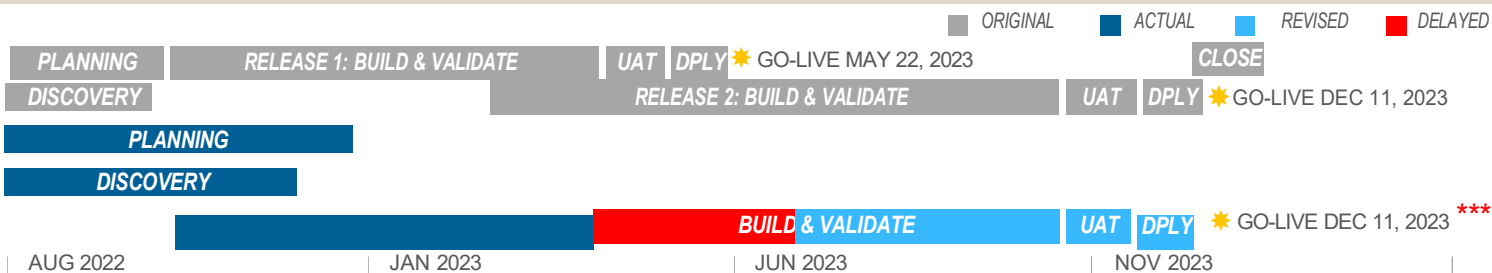 ORIGINAL ACTUAL REVISED DELAYED
PLANNING RELEASE 1: BUILD & VALIDATE UAT DPLY GO-LIVE MAY 22, 2023 CLOSE
DISCOVERY RELEASE 2: BUILD & VALIDATE UAT DPLY GO-LIVE DEC 11, 2023
PLANNING
DISCOVERY
BUILD & VALIDATE UAT DPLY GO-LIVE DEC 11, 2023 ***
AUG 2022 JAN 2023 JUN 2023 NOV 2023